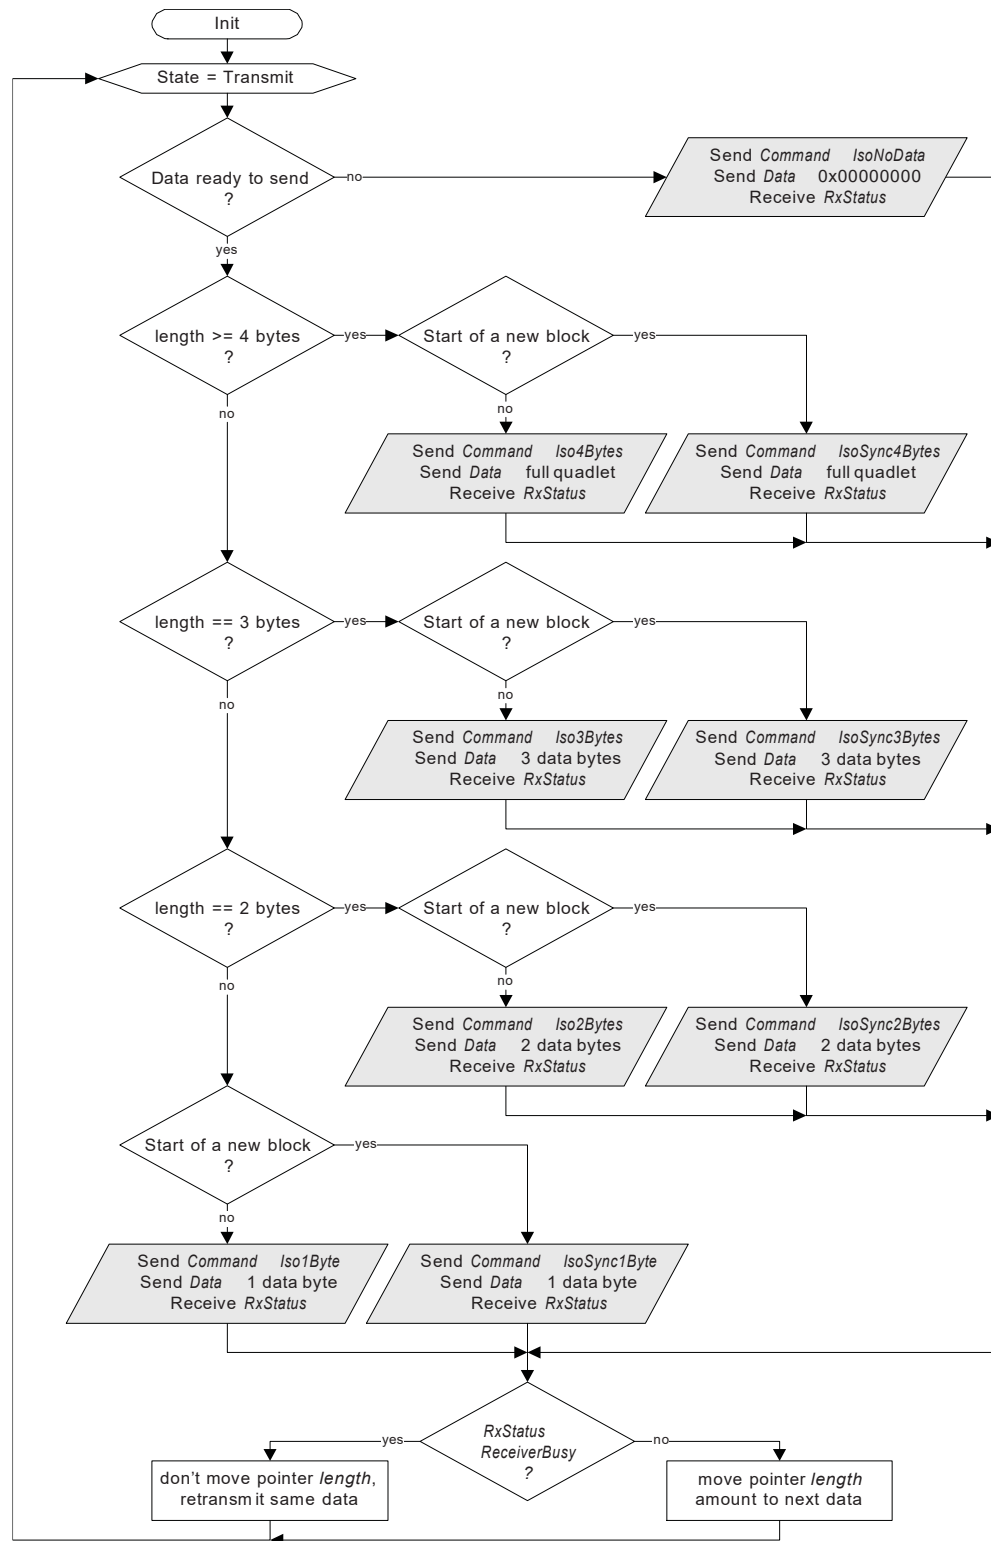 Init
State = Transmit
Data ready to send
?
no
Send Command IsoNoData
Send Data 0x00000000
Receive RxStatus
yes
length >= 4 bytes
?
yes
Start of a new block
?
yes
no
no
Send Command Iso4Bytes
Send Data full quadlet
Receive RxStatus
Send Command IsoSync4Bytes
Send Data full quadlet
Receive RxStatus
length == 3 bytes
?
yes
Start of a new block
?
yes
no
no
Send Command Iso3Bytes
Send Data 3 data bytes
Receive RxStatus
Send Command IsoSync3Bytes
Send Data 3 data bytes
Receive RxStatus
length == 2 bytes
?
yes
Start of a new block
?
yes
no
no
Send Command Iso2Bytes
Send Data 2 data bytes
Receive RxStatus
Send Command IsoSync2Bytes
Send Data 2 data bytes
Receive RxStatus
Start of a new block
?
yes
no
Send Command Iso1Byte
Send Data 1 data byte
Receive RxStatus
Send Command IsoSync1Byte
Send Data 1 data byte
Receive RxStatus
RxStatus
ReceiverBusy
?
yes
no
don't move pointer length,
retransmit same data
move pointer length
amount to next data